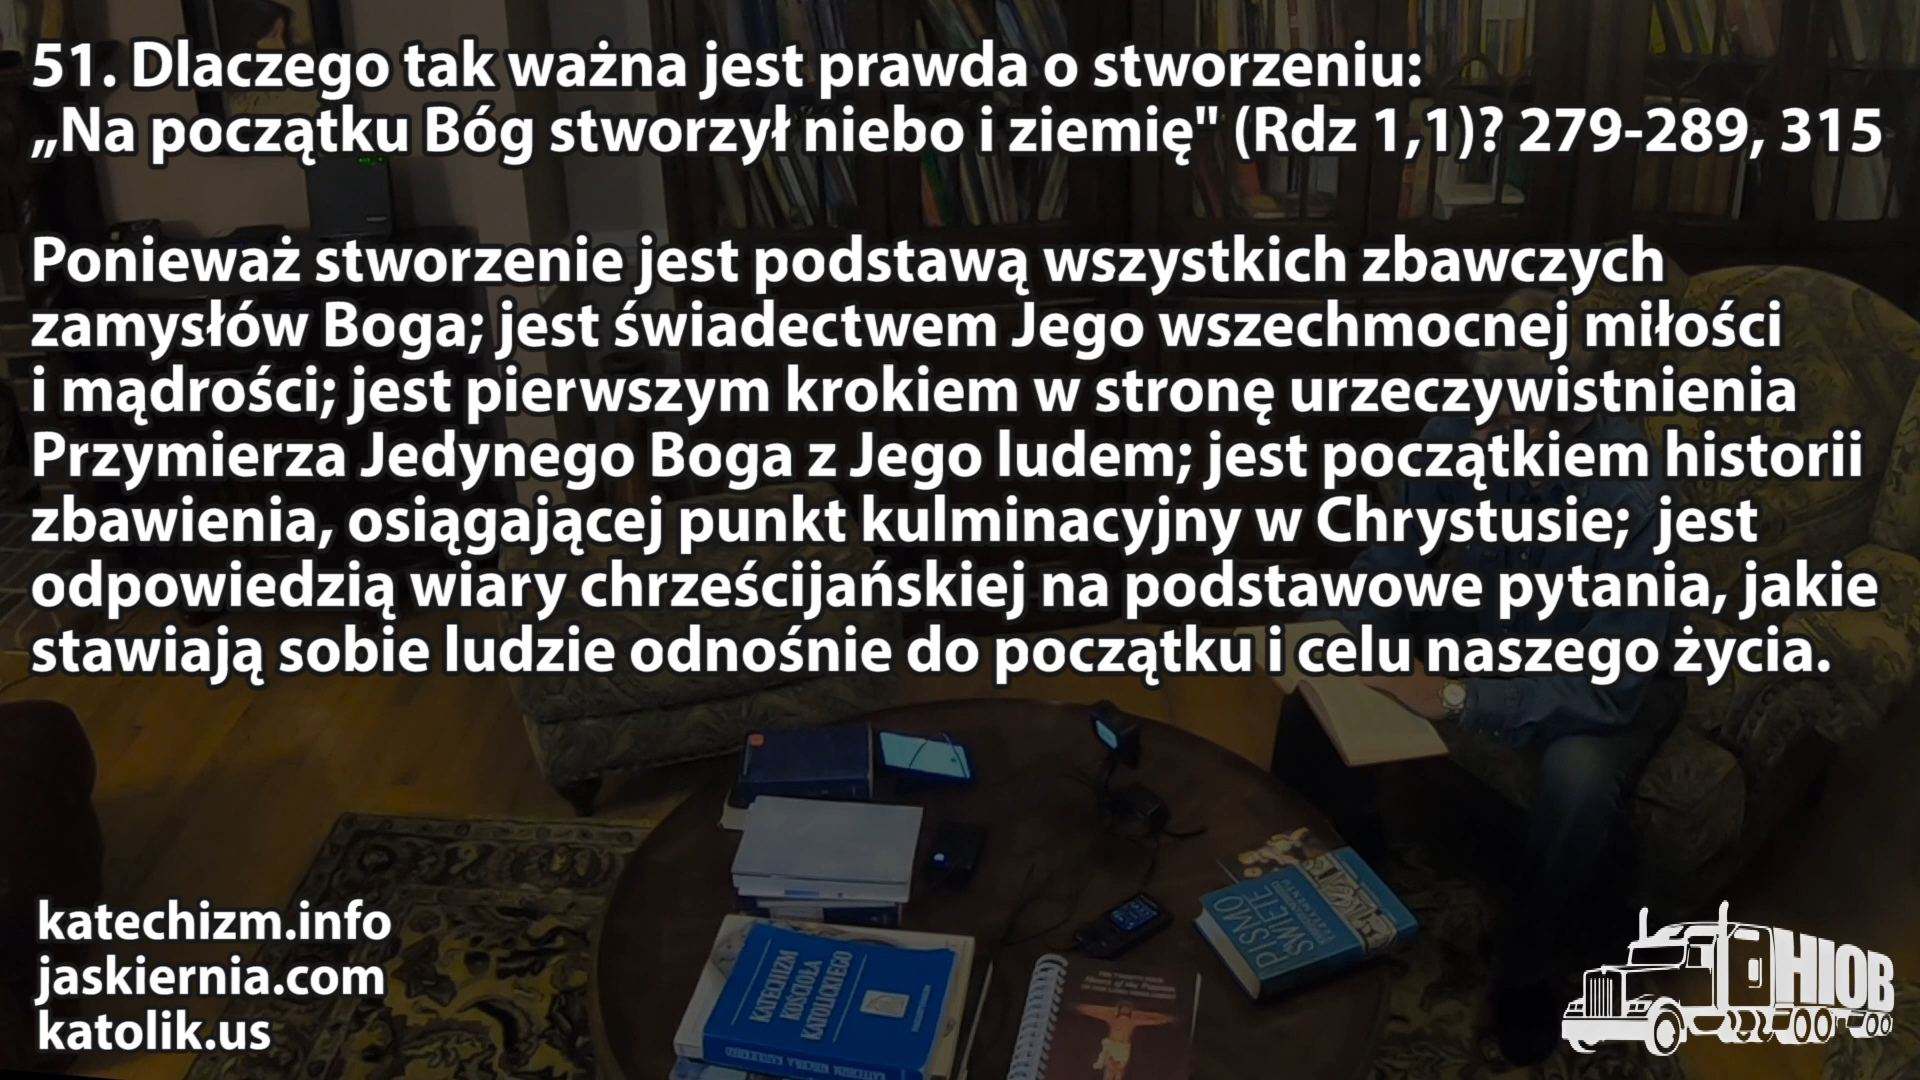 51. Dlaczego tak ważna jest prawda o stworzeniu:
„Na początku Bóg stworzył niebo i ziemię" (Rdz 1,1)? 279-289, 315
Ponieważ stworzenie jest podstawą wszystkich zbawczych
zamysłów Boga; jest świadectwem Jego wszechmocnej miłości
i mądrości; jest pierwszym krokiem w stronę urzeczywistnienia
Przymierza Jedynego Boga z Jego ludem; jest początkiem historii
zbawienia, osiągającej punkt kulminacyjny w Chrystusie; jest
odpowiedzią wiary chrześcijańskiej na podstawowe pytania, jakie
stawiają sobie ludzie odnośnie do początku i celu naszego życia.
katechizm.info
jaskiernia.com
katolik.us
KATECHIZM
KOŚCIOŁA
KATOLICKIEGO
PISMO
ŚWIĘTE
HIOB